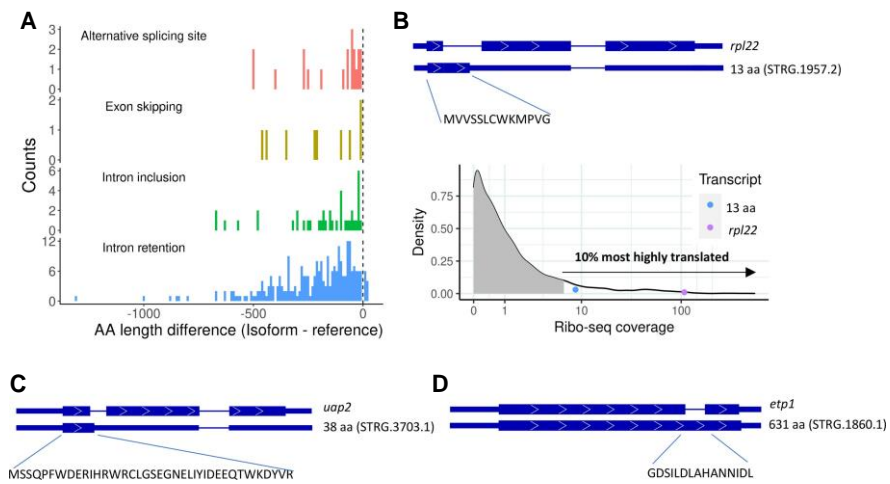 A
Alternative splicing site
3
2
1
0
Exon skipping
2
1
0
Intron inclusion
6
4
2
0
Intron retention
12
9
6
3
0
Counts
-1000
-500
0
AA length difference (Isoform - reference)
B
rpl22
13 aa (STRG.1957.2)
MVVSSLCWKMPVG
Density
0.75
0.50
0.25
0.00
Transcript
13 aa
rpl22
10% most highly translated
0
1
10
100
Ribo-seq coverage
C
uap2
38 aa (STRG.3703.1)
MSSQPFWDERIHRWRCLGSEGNELIYIDEEQTWKDYVR
D
etp1
631 aa (STRG.1860.1)
GDSILDLAHANNIDL